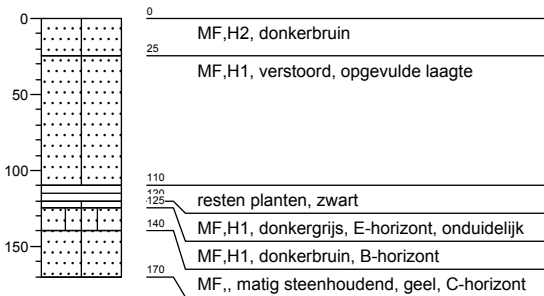 0
50
100
150
0
MF,H2, donkerbruin
25
MF,H1, verstoord, opgevulde laagte
110
resten planten, zwart
120
125
MF,H1, donkergrijs, E-horizont, onduidelijk
140
MF,H1, donkerbruin, B-horizont
170
MF,, matig steenhoudend, geel, C-horizont